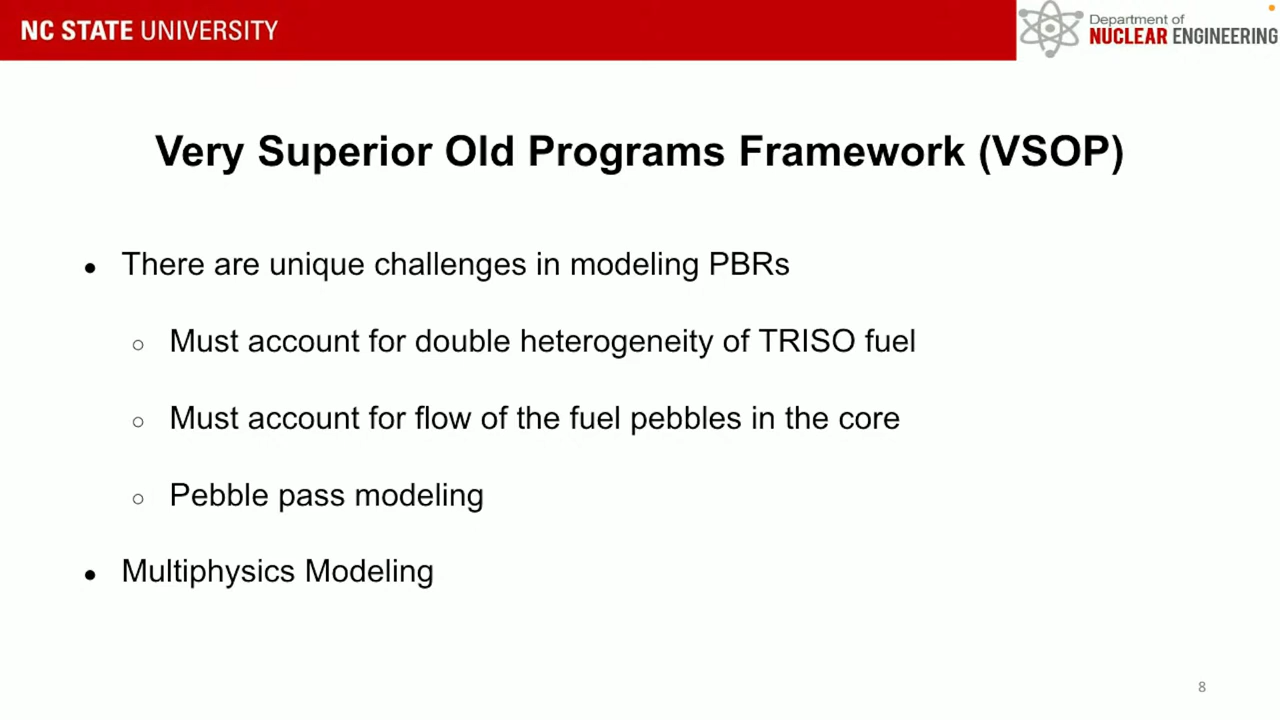 NC STATE UNIVERSITY
Department of
NUCLEAR ENGINEERING
Very Superior Old Programs Framework (VSOP)
● There are unique challenges in modeling PBRs
○ Must account for double heterogeneity of TRISO fuel
○ Must account for flow of the fuel pebbles in the core
○ Pebble pass modeling
● Multiphysics Modeling
8